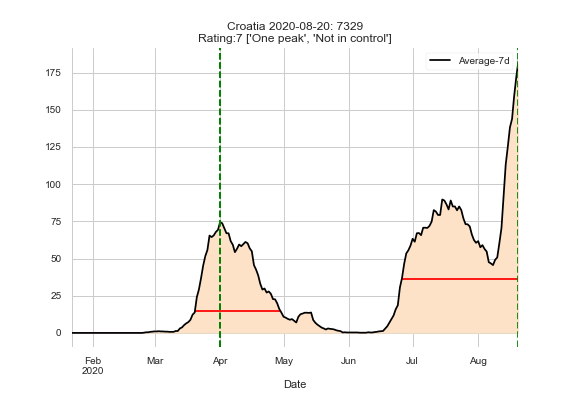 Croatia 2020-08-20: 7329
Rating:7 ['One peak', 'Not in control']
Average-7d
175
150
125
100
75
50
25
0
Feb
2020
Mar
Apr
May
Jun
Jul
Aug
Date